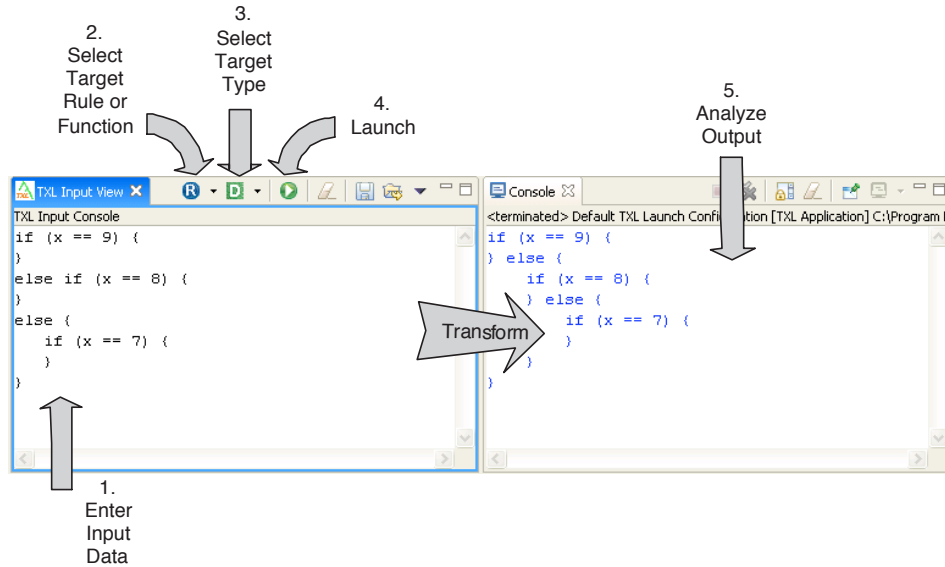 3.
Select
Target
Type
2.
Select
Target
Rule or
Function
4.
Launch
5.
Analyze
Output
TXL TXL Input View
R
D
TXL Input Console
if (x == 9) {
}
else if (x == 8) {
}
else {
   if (x == 7) {
   }
}
Transform
Console
<terminated> Default TXL Launch [TXL Application] C:\Program
if (x == 9) {
} else {
    if (x == 8) {
    } else {
        if (x == 7) {
        }
    }
}
1.
Enter
Input
Data